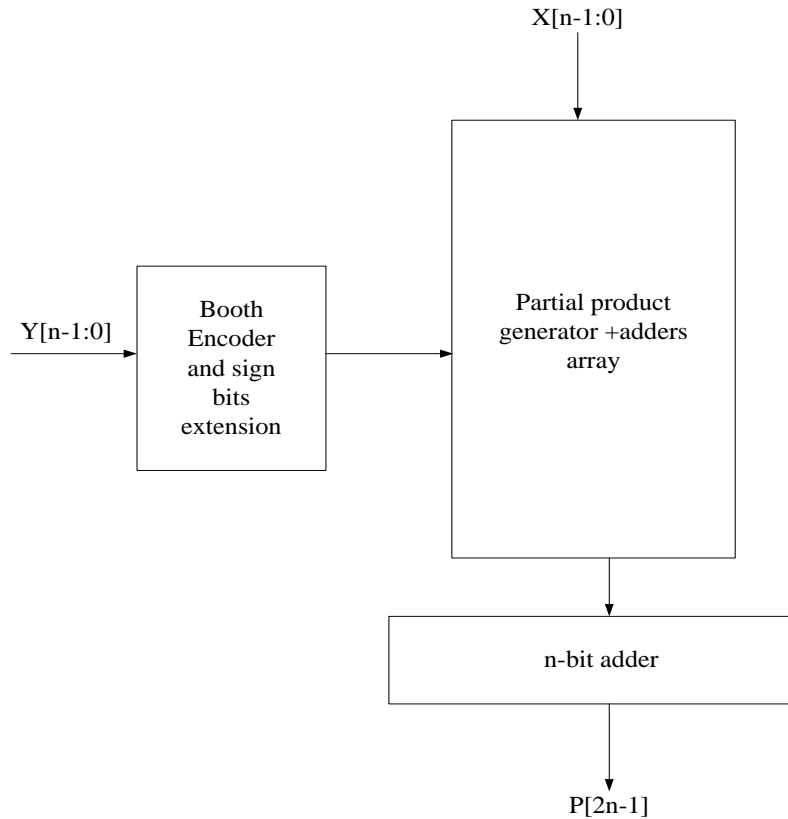 X[n-1:0]
Partial product
generator +adders
array
Y[n-1:0]
Booth
Encoder
and sign
bits
extension
n-bit adder
P[2n-1]